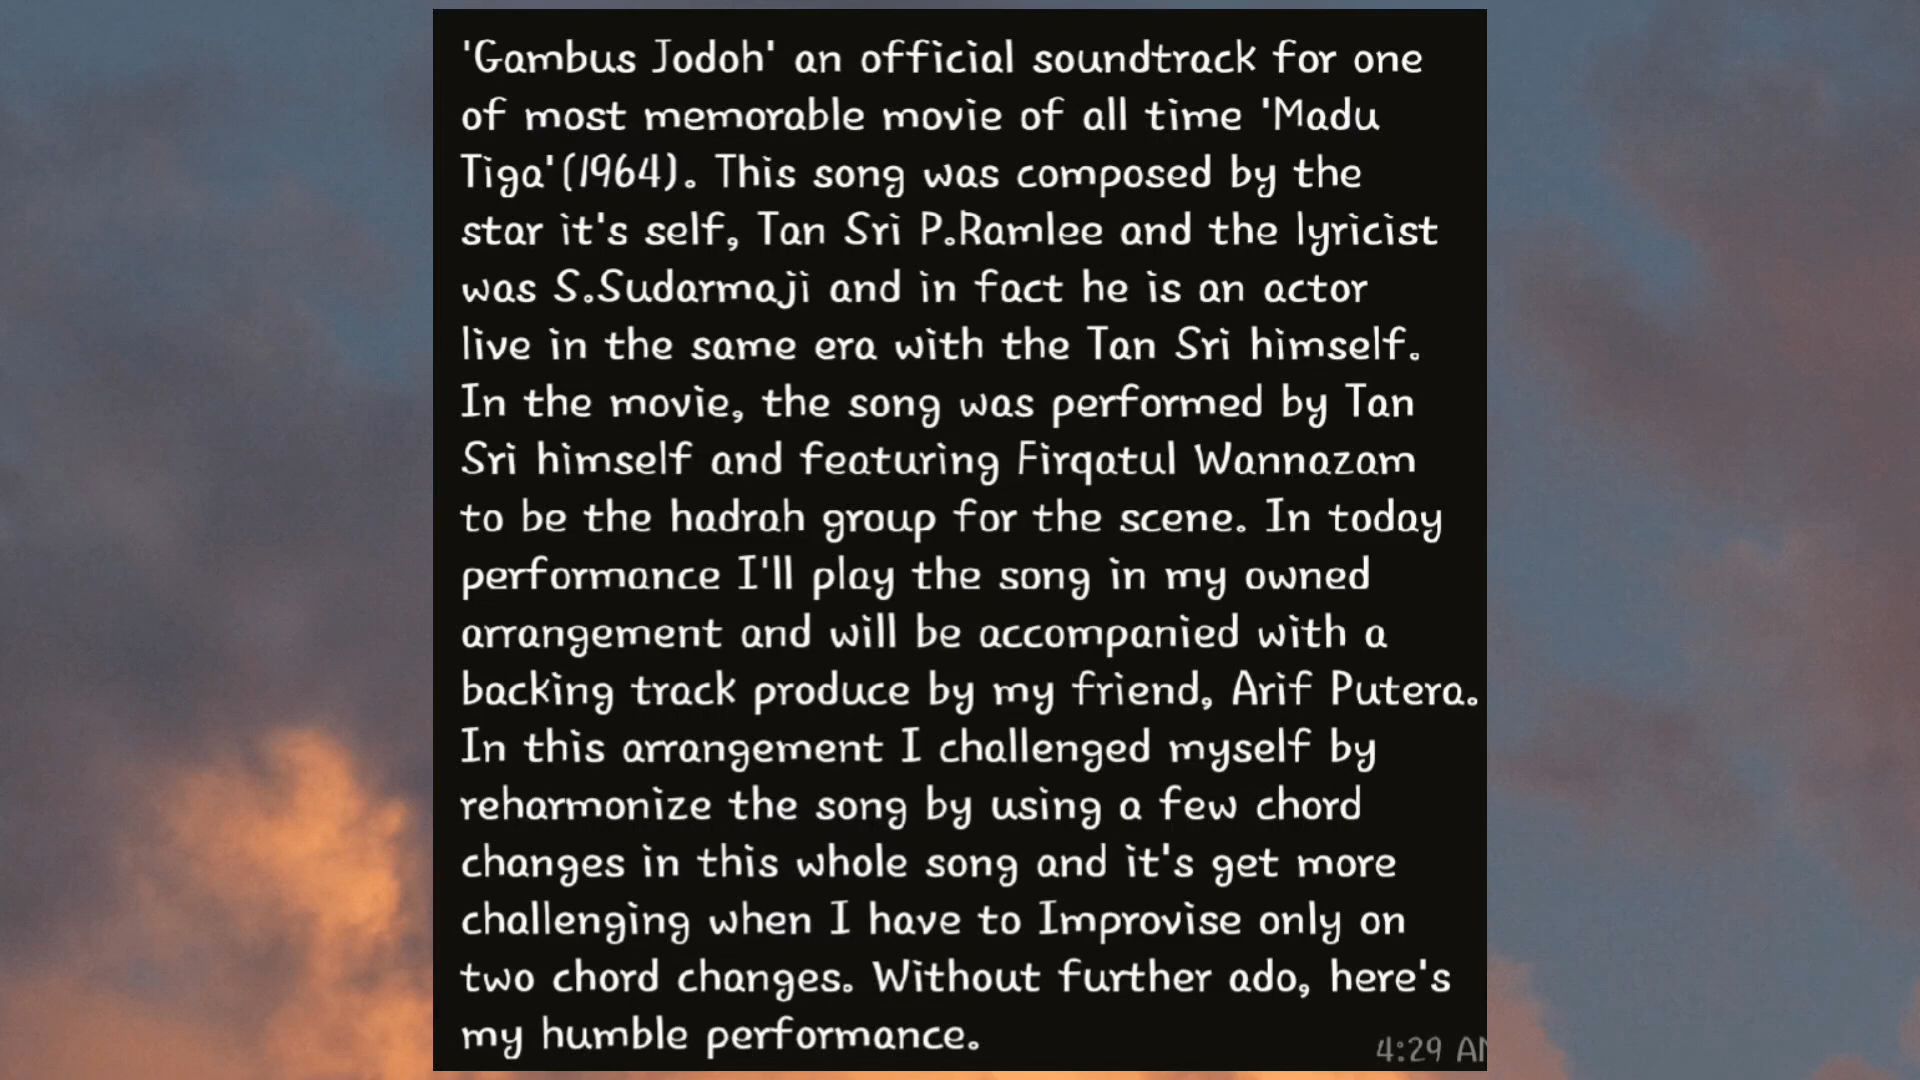 'Gambus Jodoh' an official soundtrack for one
of most memorable movie of all time 'Madu
Tiga'(1964). This song was composed by the
star it's self, Tan Sri P.Ramlee and the lyricist
was S.Sudarmaji and in fact he is an actor
live in the same era with the Tan Sri himself.
In the movie, the song was performed by Tan
Sri himself and featuring Firqatul Wannazam
to be the hadrah group for the scene. In today
performance I'll play the song in my owned
arrangement and will be accompanied with a
backing track produce by my friend, Arif Putera.
In this arrangement I challenged myself by
reharmonize the song by using a few chord
changes in this whole song and it's get more
challenging when I have to Improvise only on
two chord changes. Without further ado, here's
my humble performance.
4:29 AM